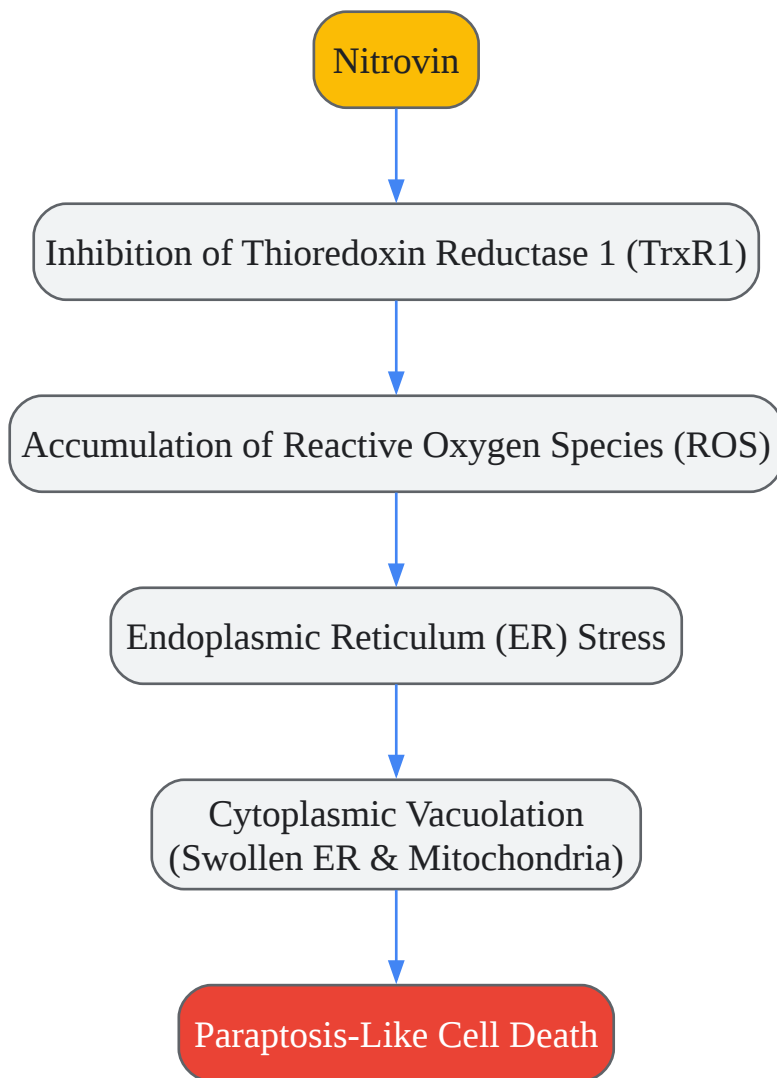 Nitrovin
Inhibition of Thioredoxin Reductase 1 (TrxR1)
Accumulation of Reactive Oxygen Species (ROS)
Endoplasmic Reticulum (ER) Stress
Cytoplasmic Vacuolation
(Swollen ER & Mitochondria)
Paraptosis-Like Cell Death